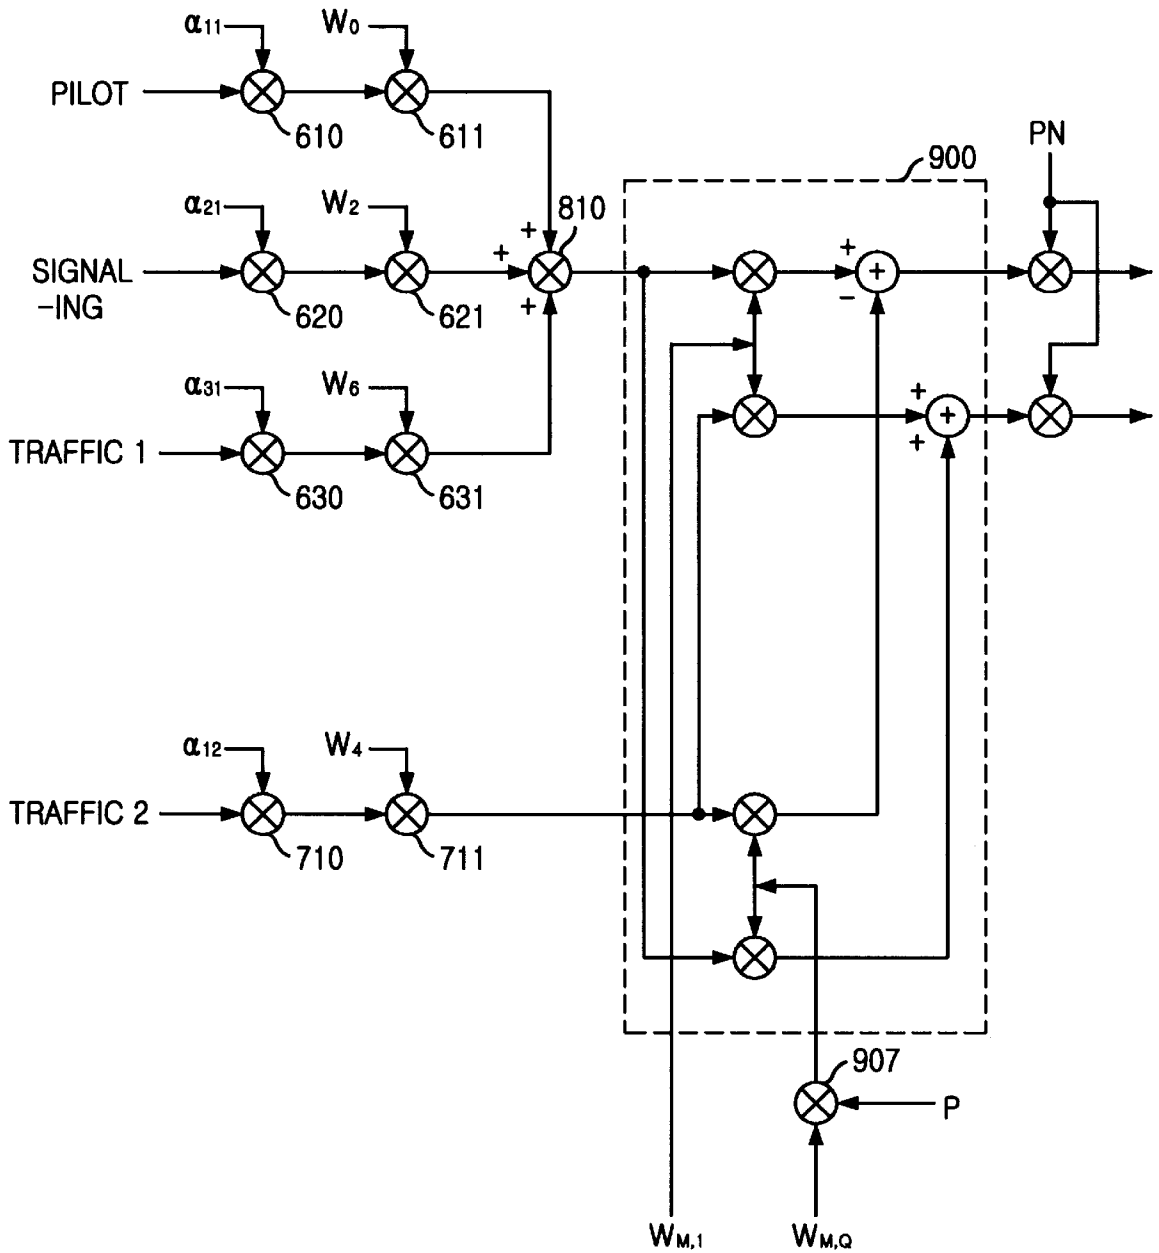 α11
W0
PILOT
610
611
PN
900
α21
W2
810
+
+
SIGNAL
-ING
620
621
+
+
+
-
α31
W6
+
+
+
TRAFFIC 1
630
631
α12
W4
TRAFFIC 2
710
711
907
P
WM,1
WM,Q